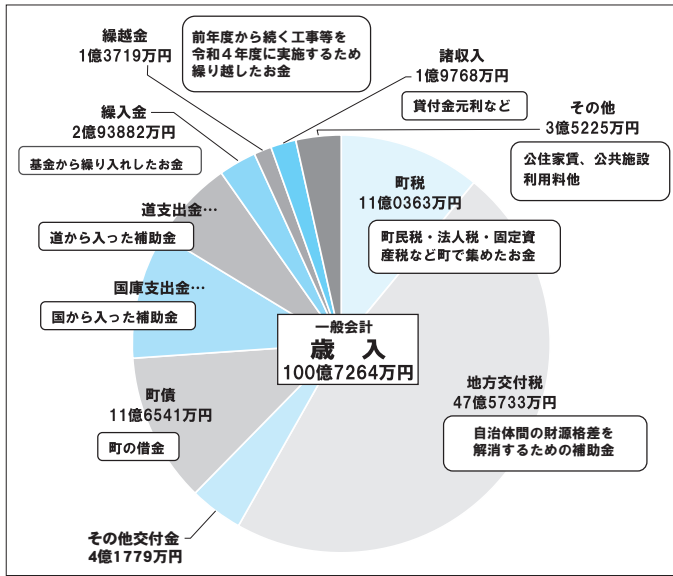 繰越金
1億3719万円
前年度から続く工事等を
令和４年度に実施するため
繰り越したお金
諸収入
1億9768万円
貸付金元利など
その他
3億5225万円
公住家賃、公共施設
利用料他
繰入金
2億93882万円
基金から繰り入れしたお金
町税
11億0363万円
町民税・法人税・固定資
産税など町で集めたお金
道支出金…
道から入った補助金
国庫支出金…
国から入った補助金
一般会計
歳　入
100億7264万円
町債
11億6541万円
町の借金
地方交付税
47億5733万円
自治体間の財源格差を
解消するための補助金
その他交付金
4億1779万円